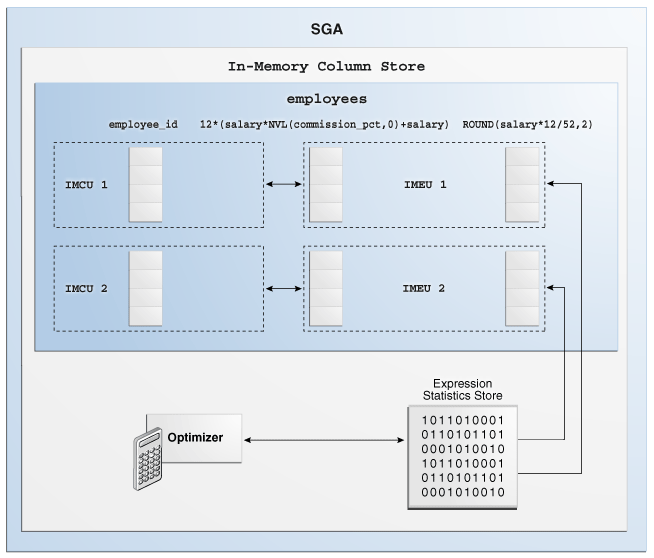 SGA
In-Memory Column Store
employees
employee_id 12*(salary*NVL(commission_pct,0)+salary) ROUND(salary*12/52,2)
IMCU 1 IMEU 1
IMCU 2 IMEU 2
Expression
Statistics Store
Optimizer
1011010001
0110101101
0001010010
1011010001
0110101101
0001010010